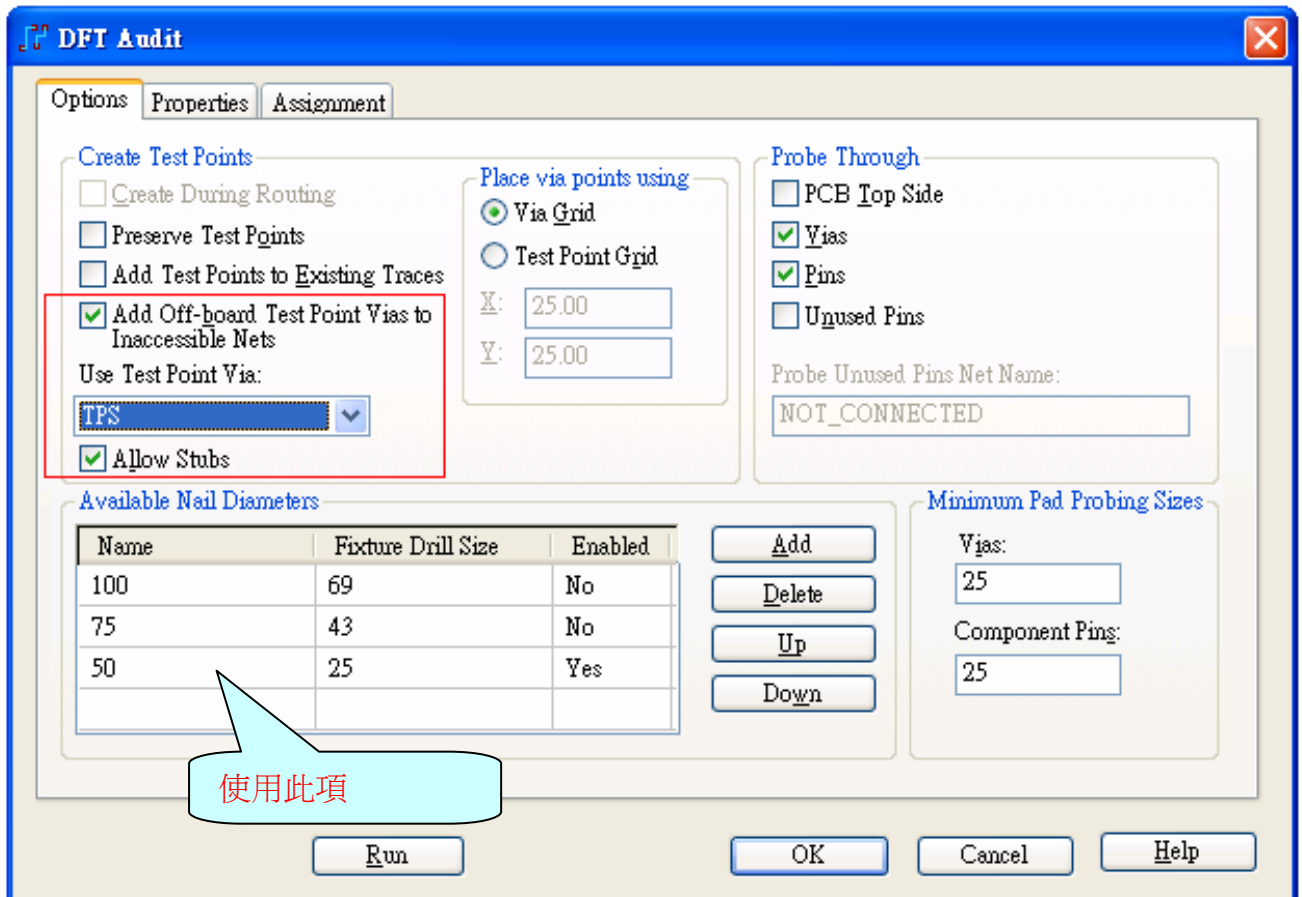 DFT Audit
Options
Properties
Assignment
Create Test Points
Create During Routing
Preserve Test Points
Add Test Points to Existing Traces
Add Off-board Test Point Vias to
Inaccessible Nets
Use Test Point Via:
TPS
Allow Stubs
Place via points using
Via Grid
Test Point Grid
X: 25.00
Y: 25.00
Probe Through
PCB Top Side
Vias
Pins
Unused Pins
Probe Unused Pins Net Name:
NOT_CONNECTED
Available Nail Diameters
Name Fixture Drill Size Enabled
100 69 No
75 43 No
50 25 Yes
Add
Delete
Up
Down
Minimum Pad Probing Sizes
Vias:
25
Component Pins:
25
使用此項
Run
OK
Cancel
Help